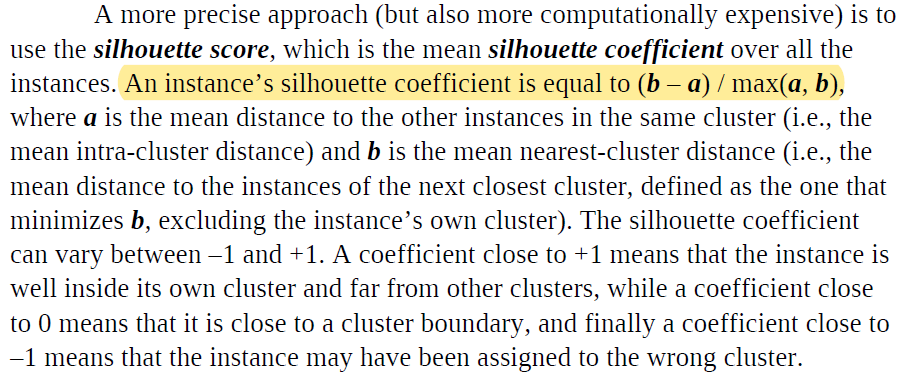 A more precise approach (but also more computationally expensive) is to
use the silhouette score, which is the mean silhouette coefficient over all the
instances. An instance’s silhouette coefficient is equal to (b – a) / max(a, b),
where a is the mean distance to the other instances in the same cluster (i.e., the
mean intra-cluster distance) and b is the mean nearest-cluster distance (i.e., the
mean distance to the instances of the next closest cluster, defined as the one that
minimizes b, excluding the instance’s own cluster). The silhouette coefficient
can vary between –1 and +1. A coefficient close to +1 means that the instance is
well inside its own cluster and far from other clusters, while a coefficient close
to 0 means that it is close to a cluster boundary, and finally a coefficient close to
–1 means that the instance may have been assigned to the wrong cluster.